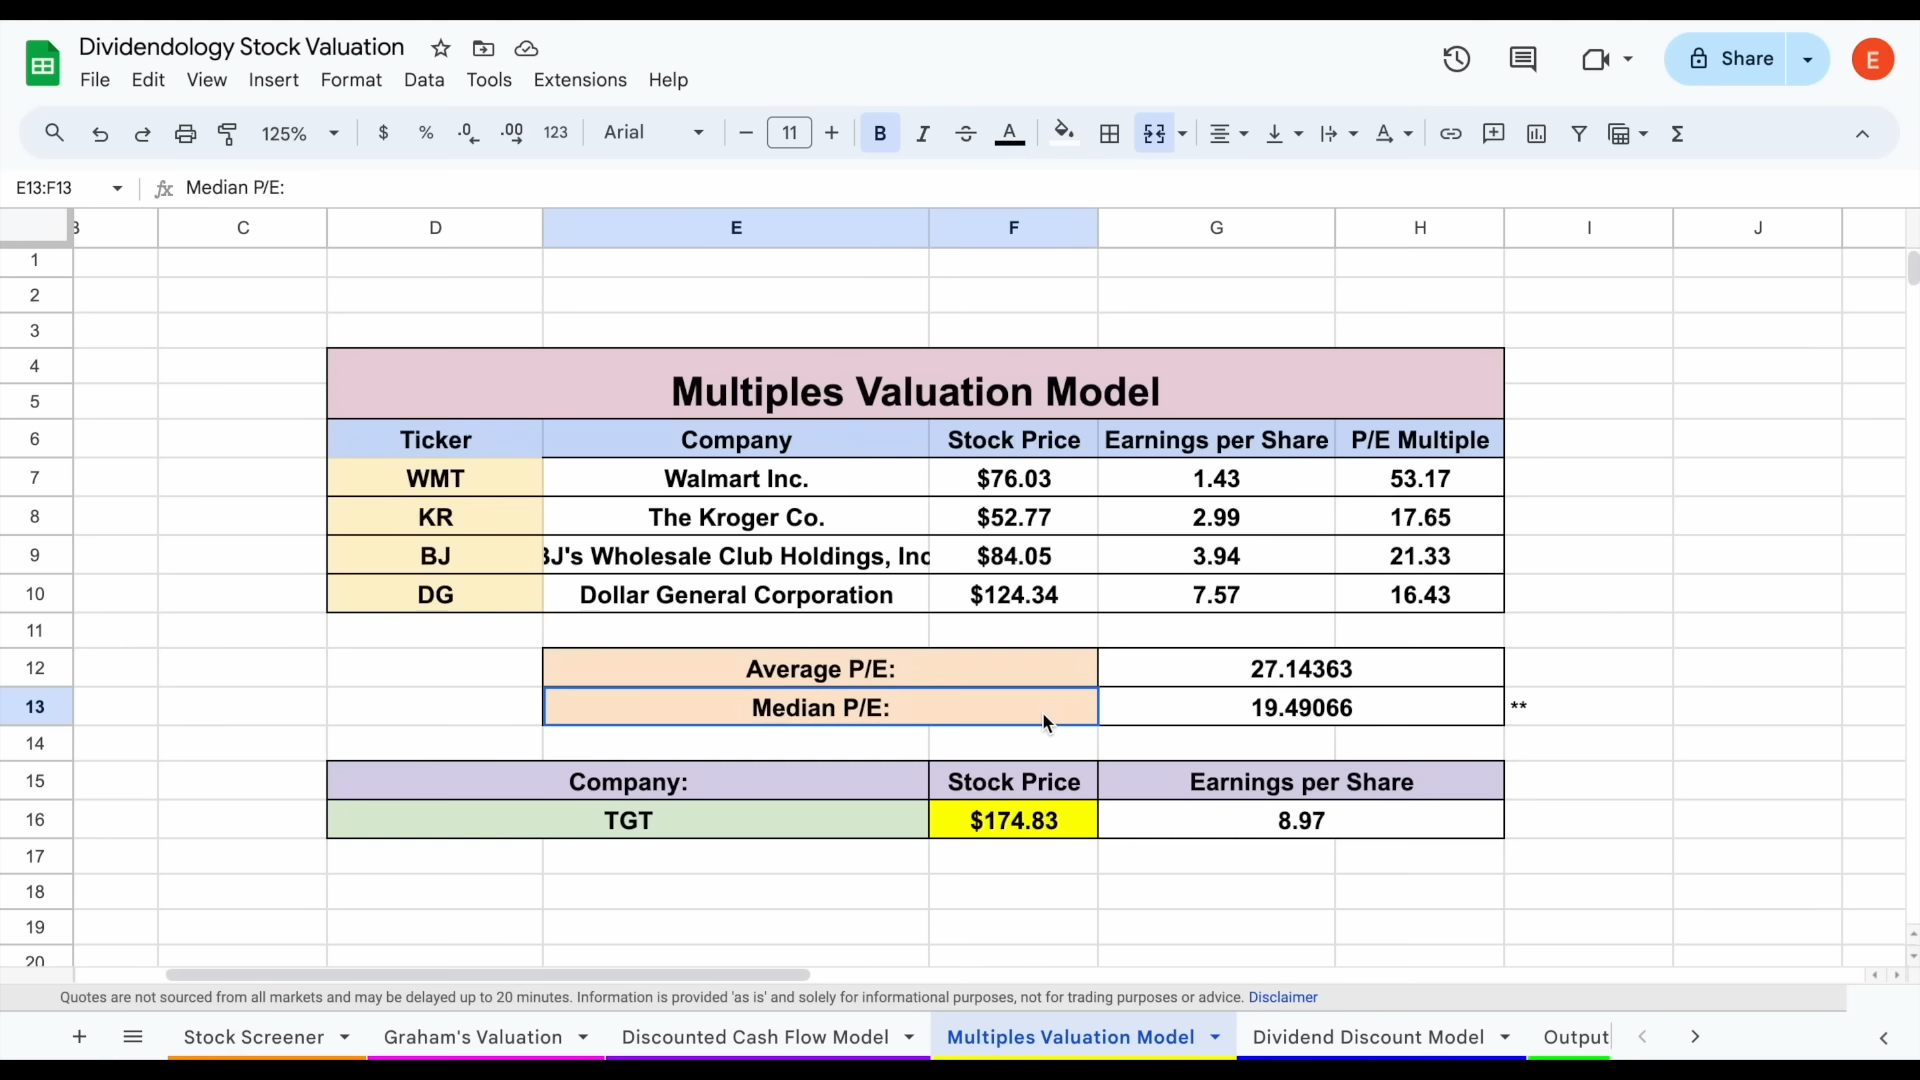 Dividendology Stock Valuation
File Edit View Insert Format Data Tools Extensions Help
Share
E
125% $ % .0 .00 123 Arial 11 B I A Σ
E13:F13 fx Median P/E:
C D E F G H I J
1
2
3
4
5 Multiples Valuation Model
6 Ticker Company Stock Price Earnings per Share P/E Multiple
7 WMT Walmart Inc. $76.03 1.43 53.17
8 KR The Kroger Co. $52.77 2.99 17.65
9 BJ BJ's Wholesale Club Holdings, Inc $84.05 3.94 21.33
10 DG Dollar General Corporation $124.34 7.57 16.43
11
12 Average P/E: 27.14363
13 Median P/E: 19.49066 **
14
15 Company: Stock Price Earnings per Share
16 TGT $174.83 8.97
17
18
19
20
Quotes are not sourced from all markets and may be delayed up to 20 minutes. Information is provided 'as is' and solely for informational purposes, not for trading purposes or advice. Disclaimer
Stock Screener Graham's Valuation Discounted Cash Flow Model Multiples Valuation Model Dividend Discount Model Output